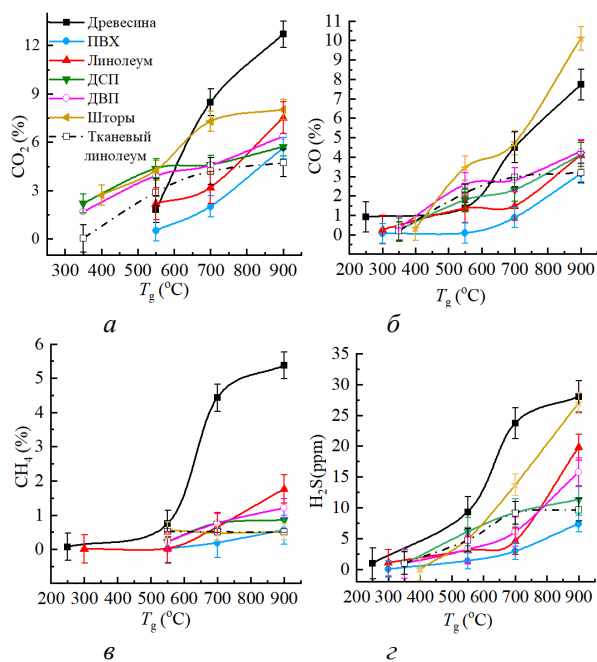 12
9
6
3
0
CO2 (%)
Древесина
ПВХ
Линолеум
ДСП
ДВП
Шторы
Тканевый
линолеум
300 400 500 600 700 800 900
Tg (°C)
а
11
10
9
8
7
6
5
4
3
2
1
0
CO (%)
200 300 400 500 600 700 800 900
Tg (°C)
б
6
5
4
3
2
1
0
CH4 (%)
200 300 400 500 600 700 800 900
Tg (°C)
в
35
30
25
20
15
10
5
0
H2S(ppm)
200 300 400 500 600 700 800 900
Tg (°C)
г